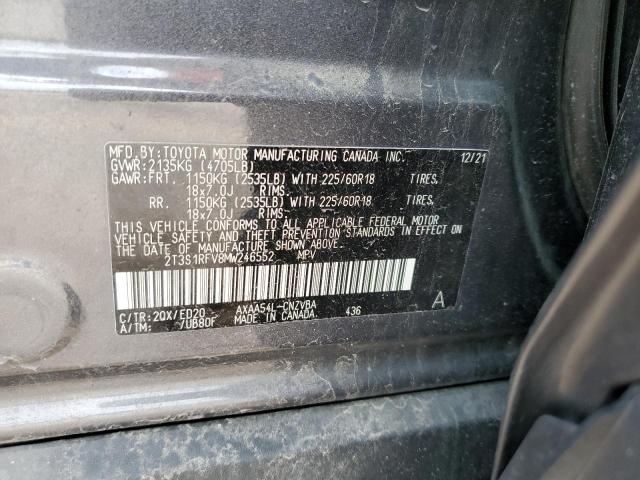 MFD. BY: TOYOTA MOTOR MANUFACTURING CANADA INC. 12/21
GVWR: 2135KG (4705LB)
GAWR: FRT. 1150KG (2535LB) WITH 225/60R18 TIRES,
18x7.0J RIMS,
RR. 1150KG (2535LB) WITH 225/60R18 TIRES,
18x7.0J RIMS
THIS VEHICLE CONFORMS TO ALL APPLICABLE FEDERAL MOTOR
VEHICLE SAFETY AND THEFT PREVENTION STANDARDS IN EFFECT ON
THE DATE OF MANUFACTURE SHOWN ABOVE.
2T3S1RFV8MW246552 MPV
C/TR: 2QX/ED20 AXAA54L-CNZVBA A
A/TM: /UB80F MADE IN CANADA 436